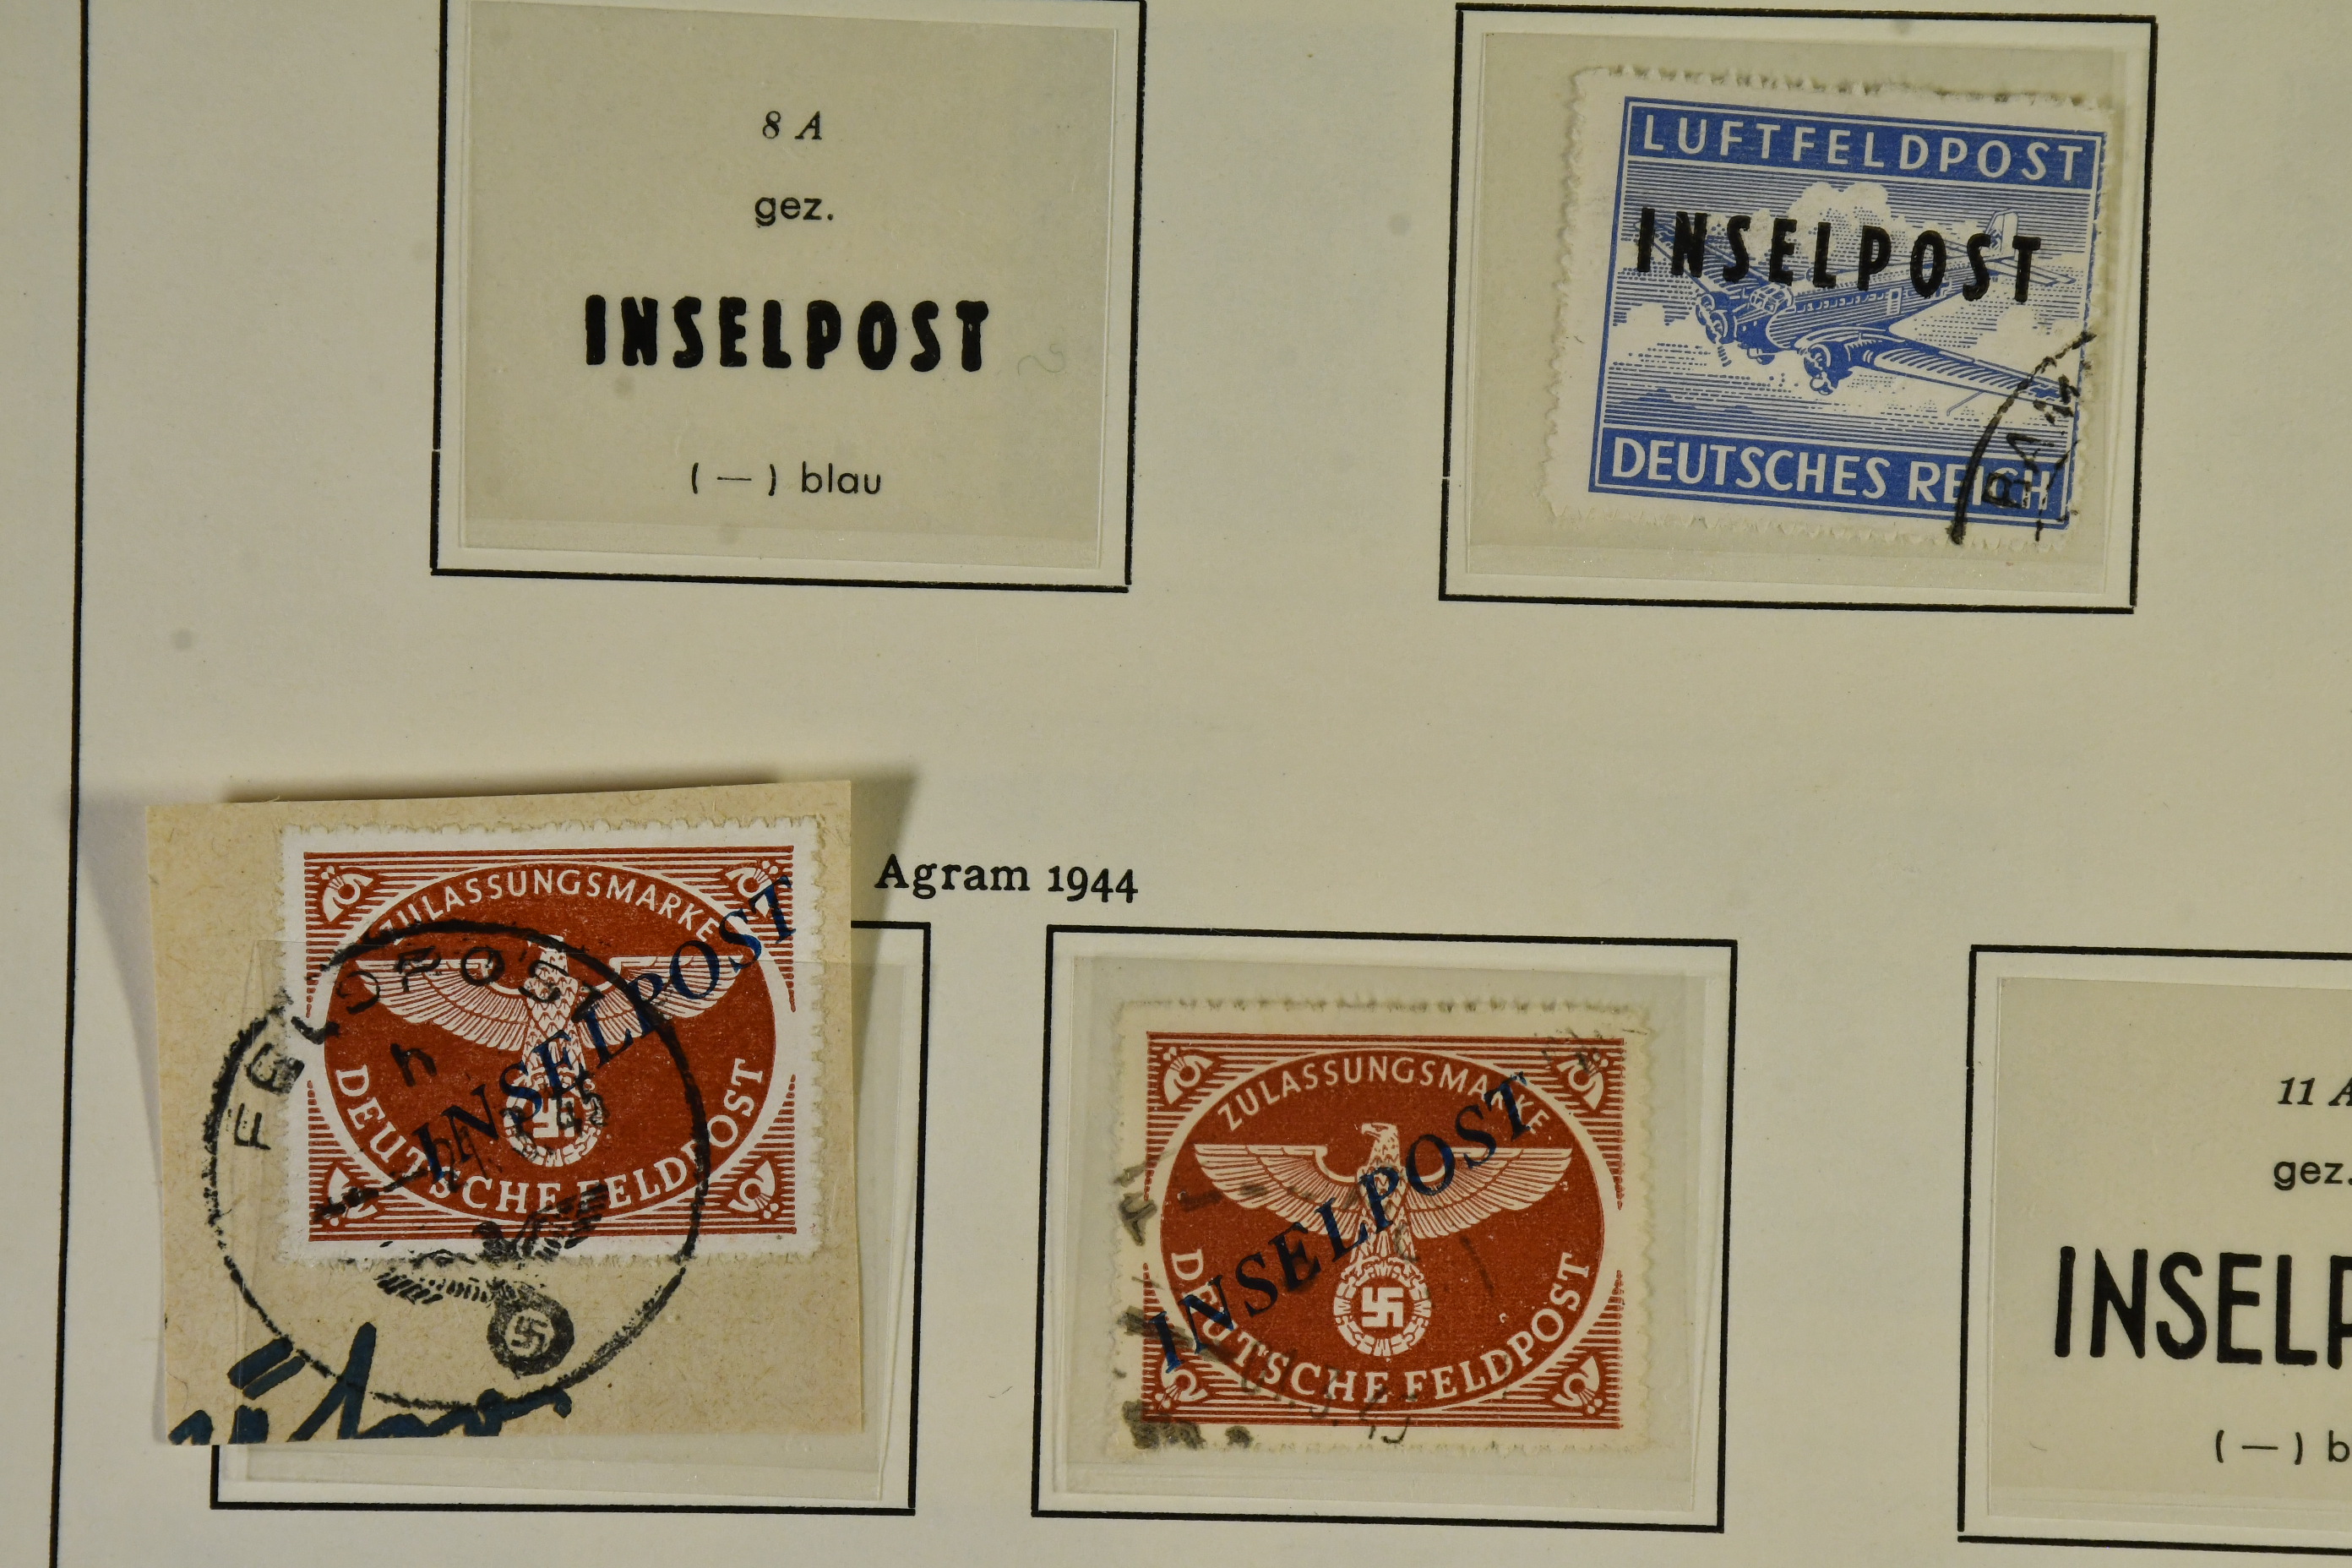 8 A
gez.
INSELPOST
( — ) blau
LUFTFELDPOST
INSELPOST
DEUTSCHES REICH
Agram 1944
ZULASSUNGSMARKE
INSELPOST
DEUTSCHE FELDPOST
FELDPOST
ZULASSUNGSMARKE
INSELPOST
DEUTSCHE FELDPOST
11 A
gez.
INSELP
( — ) b